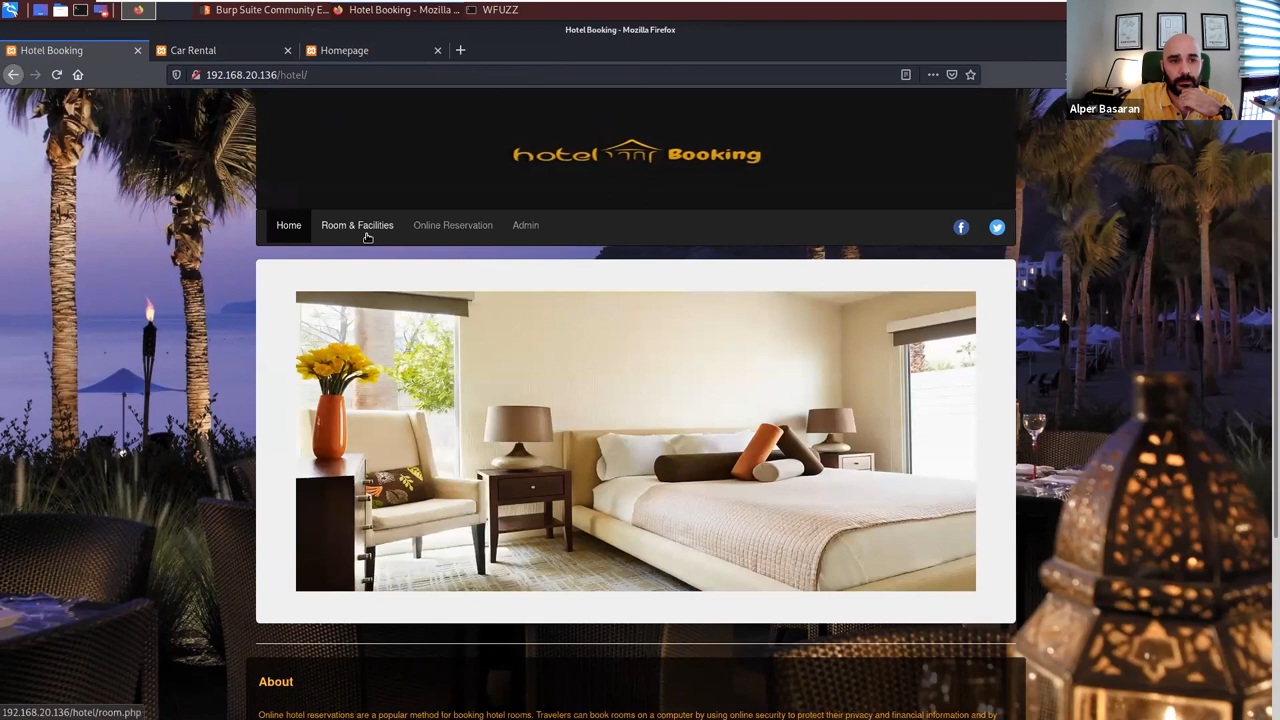 Burp Suite Community E...
Hotel Booking - Mozilla ...
WFUZZ
Hotel Booking - Mozilla Firefox
Hotel Booking
Car Rental
Homepage
192.168.20.136/hotel/
Alper Basaran
hotel Booking
Home
Room & Facilities
Online Reservation
Admin
About
Online hotel reservations are a popular method for booking hotel rooms. Travelers can book rooms on a computer by using online security to protect their privacy and financial information and by
192.168.20.136/hotel/room.php